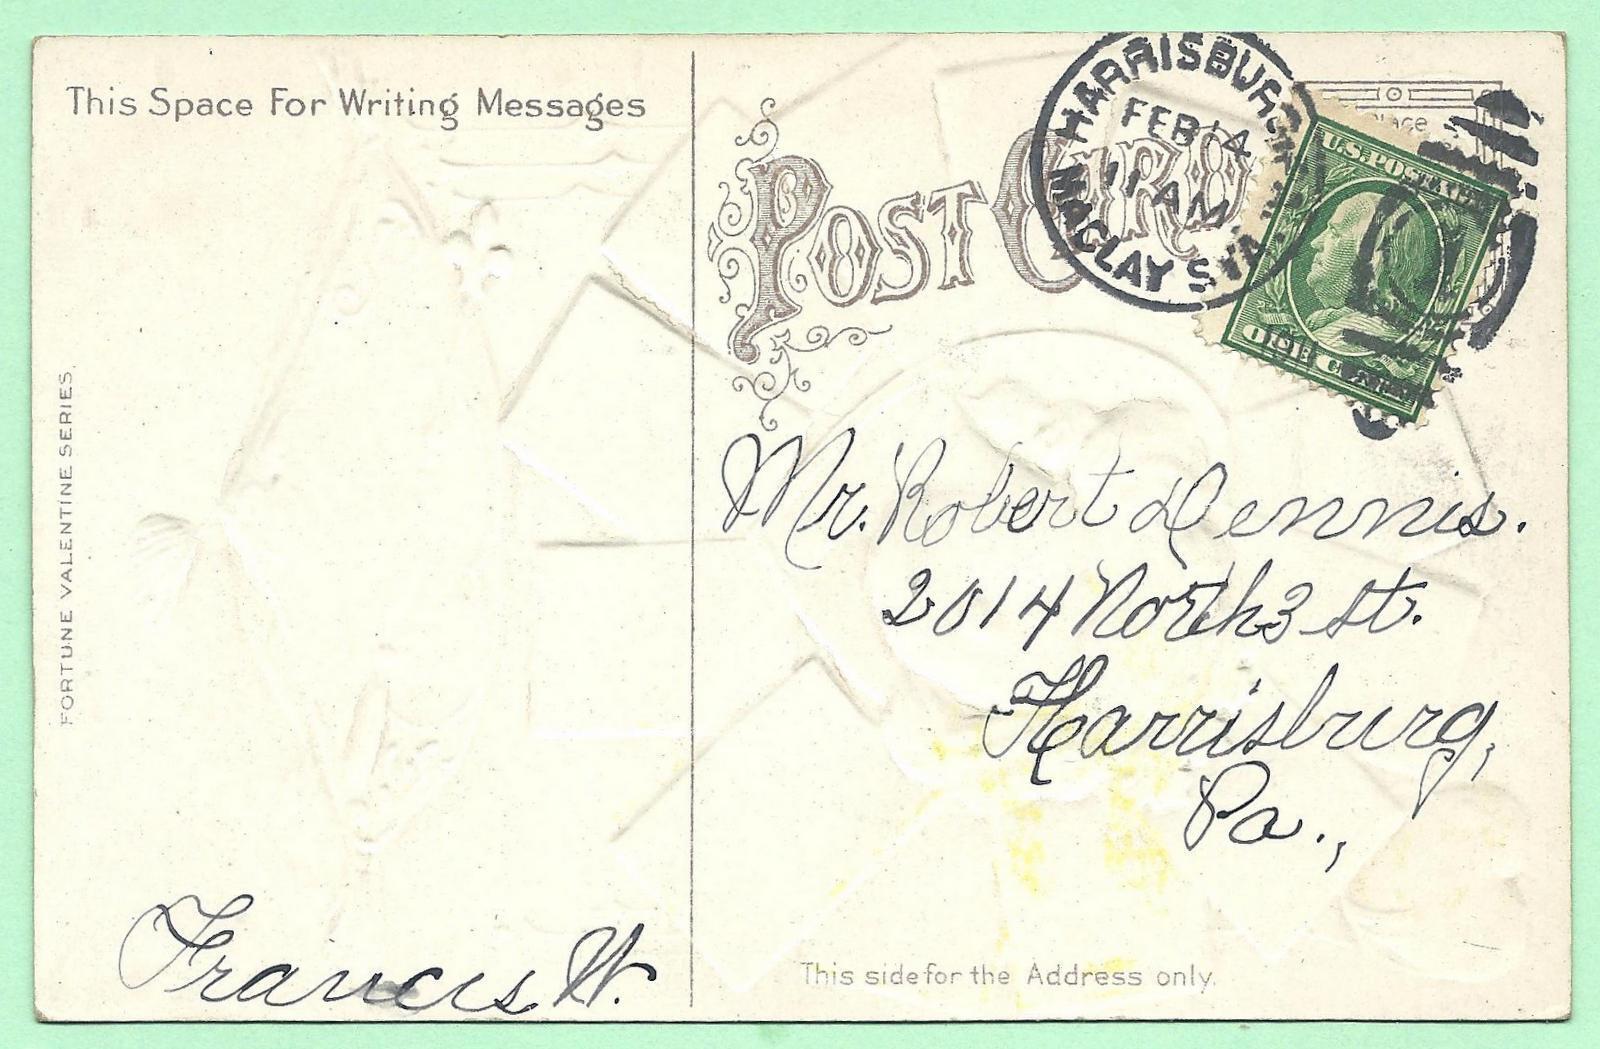 This Space For Writing Messages
FORTUNE VALENTINE SERIES.
Francis W.
POST CARD
HARRISBURG
FEB 14
11 AM
MACLAY STA.
U.S. POSTAGE
ONE CENT
Mr. Robert Dennis.
2014 North 3 st.
Harrisburg,
Pa.,
This side for the Address only.